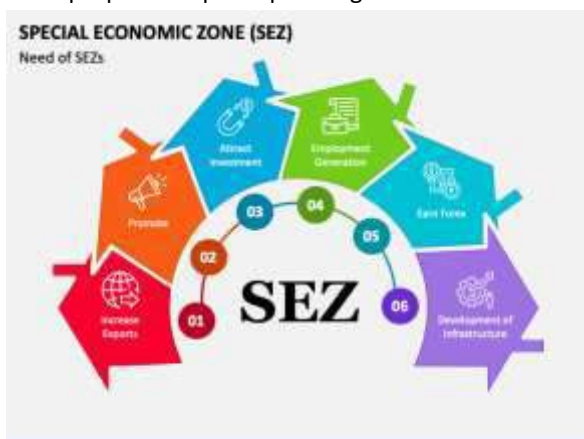 SPECIAL ECONOMIC ZONE (SEZ)
Need of SEZs
Increase
Exports
01
Promote
02
Attract
Investment
03
Employment
Generation
04
Earn Forex
05
Development of
Infrastructure
06
SEZ